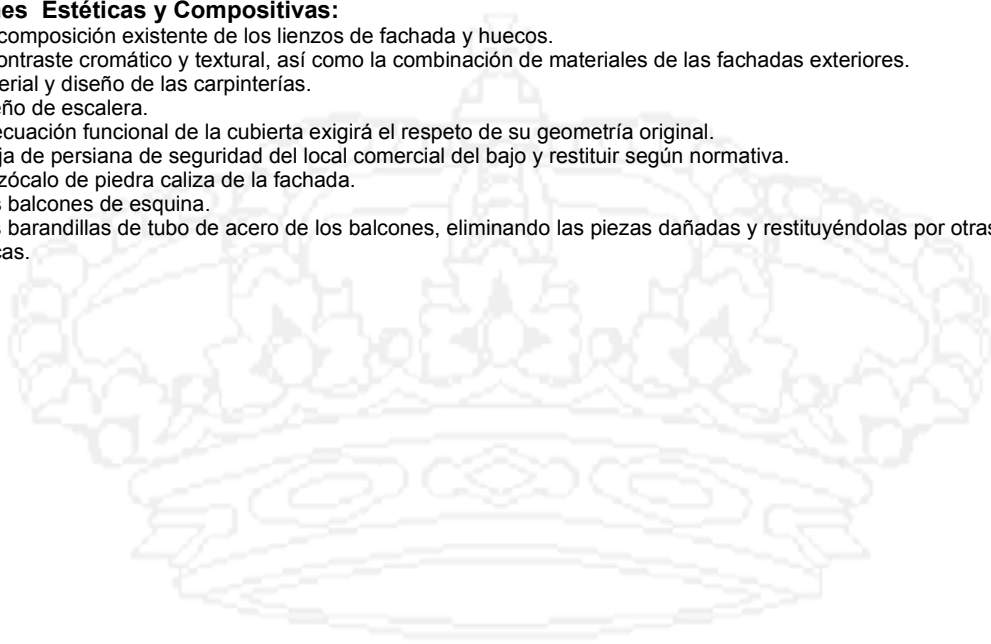 nes Estéticas y Compositivas:
composición existente de los lienzos de fachada y huecos.
ontraste cromático y textural, así como la combinación de materiales de las fachadas exteriores.
erial y diseño de las carpinterías.
eño de escalera.
ecuación funcional de la cubierta exigirá el respeto de su geometría original.
ja de persiana de seguridad del local comercial del bajo y restituir según normativa.
zócalo de piedra caliza de la fachada.
s balcones de esquina.
s barandillas de tubo de acero de los balcones, eliminando las piezas dañadas y restituyéndolas por otras
cas.